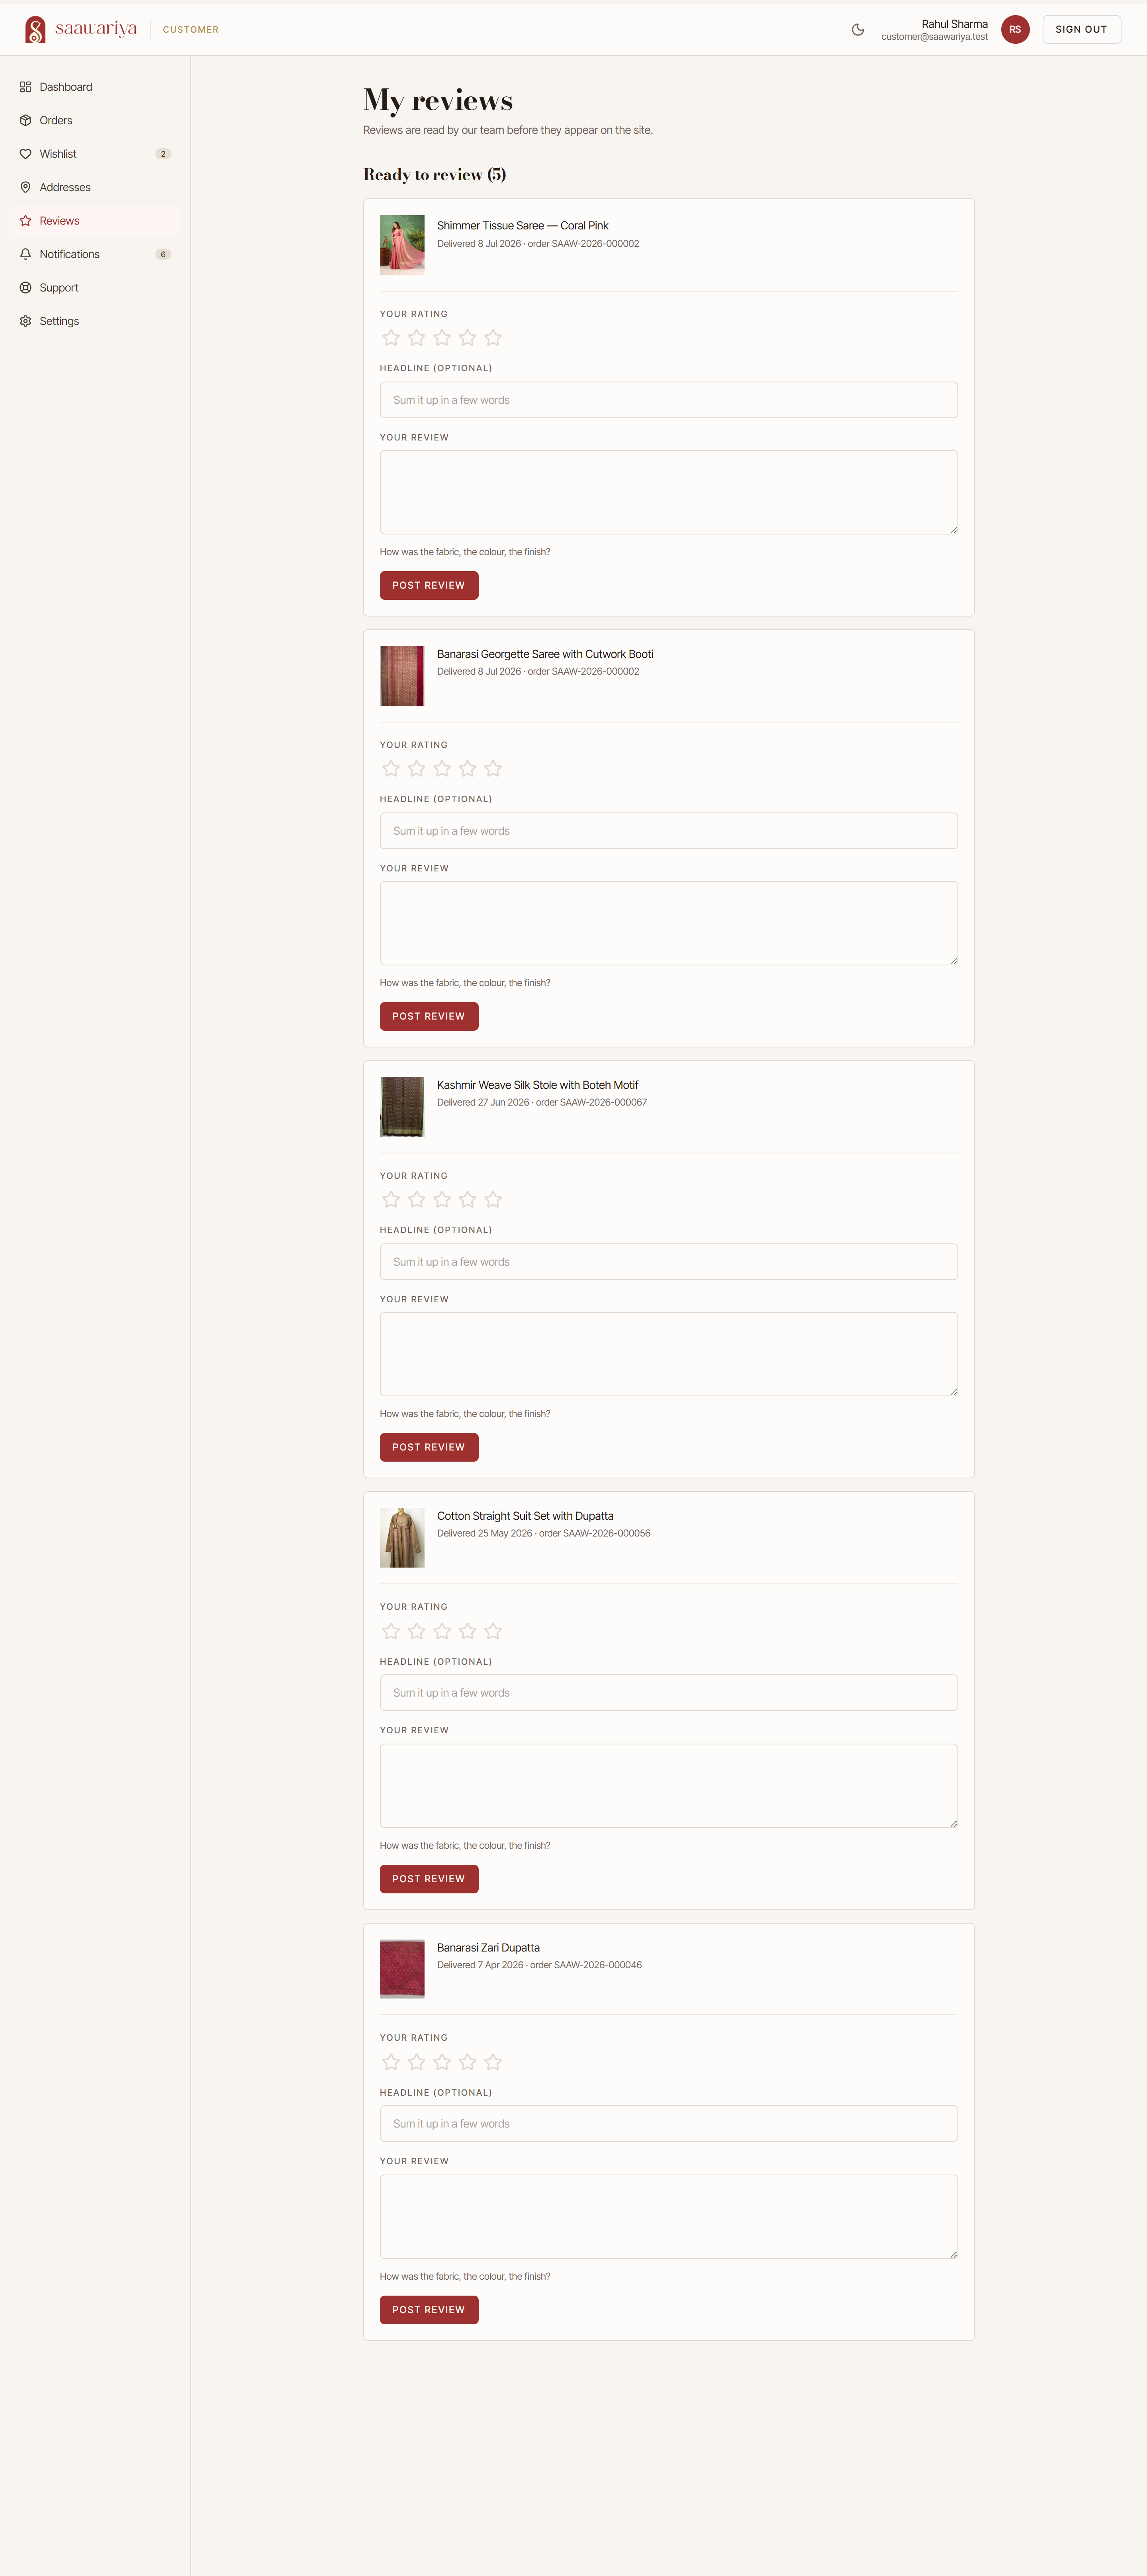 saawariya
CUSTOMER
Rahul Sharma
customer@saawariya.test
RS
SIGN OUT
Dashboard
Orders
Wishlist 2
Addresses
Reviews
Notifications 6
Support
Settings
My reviews
Reviews are read by our team before they appear on the site.
Ready to review (5)
Shimmer Tissue Saree — Coral Pink
Delivered 8 Jul 2026 · order SAAW-2026-000002
YOUR RATING
HEADLINE (OPTIONAL)
Sum it up in a few words
YOUR REVIEW
How was the fabric, the colour, the finish?
POST REVIEW
Banarasi Georgette Saree with Cutwork Booti
Delivered 8 Jul 2026 · order SAAW-2026-000002
YOUR RATING
HEADLINE (OPTIONAL)
Sum it up in a few words
YOUR REVIEW
How was the fabric, the colour, the finish?
POST REVIEW
Kashmir Weave Silk Stole with Boteh Motif
Delivered 27 Jun 2026 · order SAAW-2026-000067
YOUR RATING
HEADLINE (OPTIONAL)
Sum it up in a few words
YOUR REVIEW
How was the fabric, the colour, the finish?
POST REVIEW
Cotton Straight Suit Set with Dupatta
Delivered 25 May 2026 · order SAAW-2026-000056
YOUR RATING
HEADLINE (OPTIONAL)
Sum it up in a few words
YOUR REVIEW
How was the fabric, the colour, the finish?
POST REVIEW
Banarasi Zari Dupatta
Delivered 7 Apr 2026 · order SAAW-2026-000046
YOUR RATING
HEADLINE (OPTIONAL)
Sum it up in a few words
YOUR REVIEW
How was the fabric, the colour, the finish?
POST REVIEW